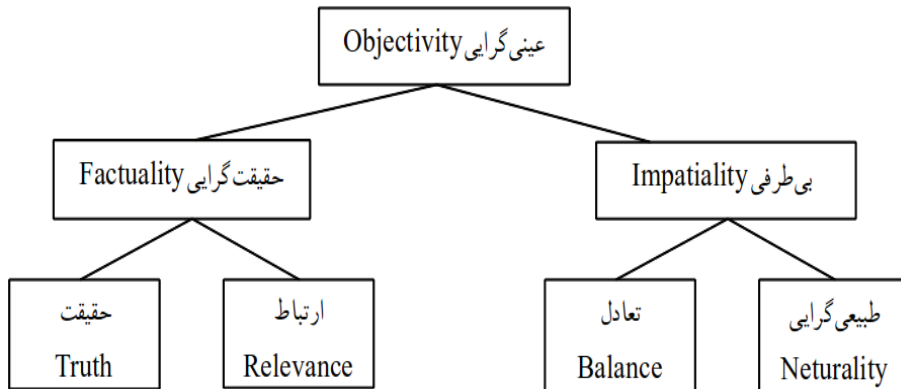 عینی‌گرایی Objectivity
حقیقت‌گرایی Factuality
بی‌طرفی Impatiality
حقیقت
Truth
ارتباط
Relevance
تعادل
Balance
طبیعی‌گرایی
Neturality